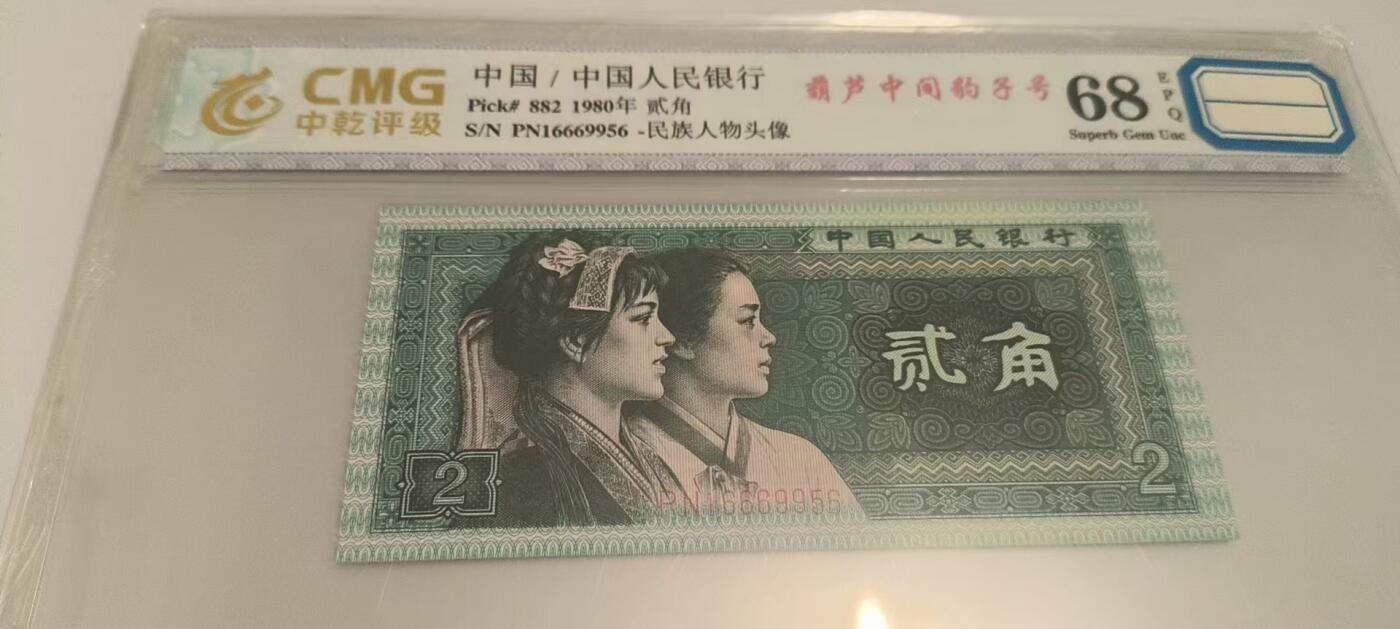 CMG
中乾评级
中国 / 中国人民银行
Pick# 882 1980年 贰角
S/N PN16669956 -民族人物头像
葫芦中间豹子号
68
EPQ
Superb Gem Unc
中国人民银行
贰角
2
2
PN16669956